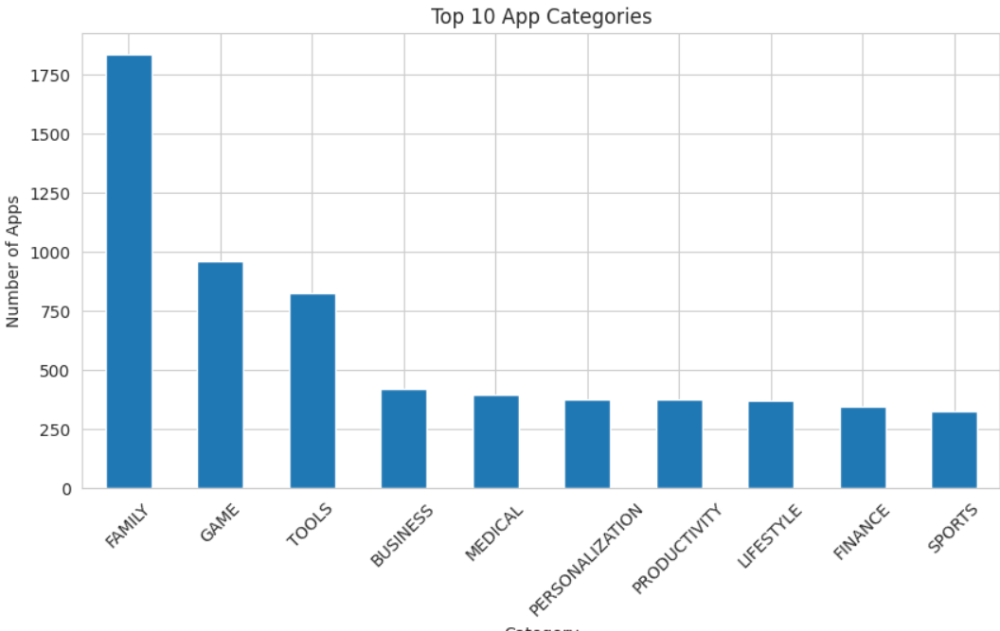 Top 10 App Categories
Number of Apps
1750
1500
1250
1000
750
500
250
0
FAMILY
GAME
TOOLS
BUSINESS
MEDICAL
PERSONALIZATION
PRODUCTIVITY
LIFESTYLE
FINANCE
SPORTS